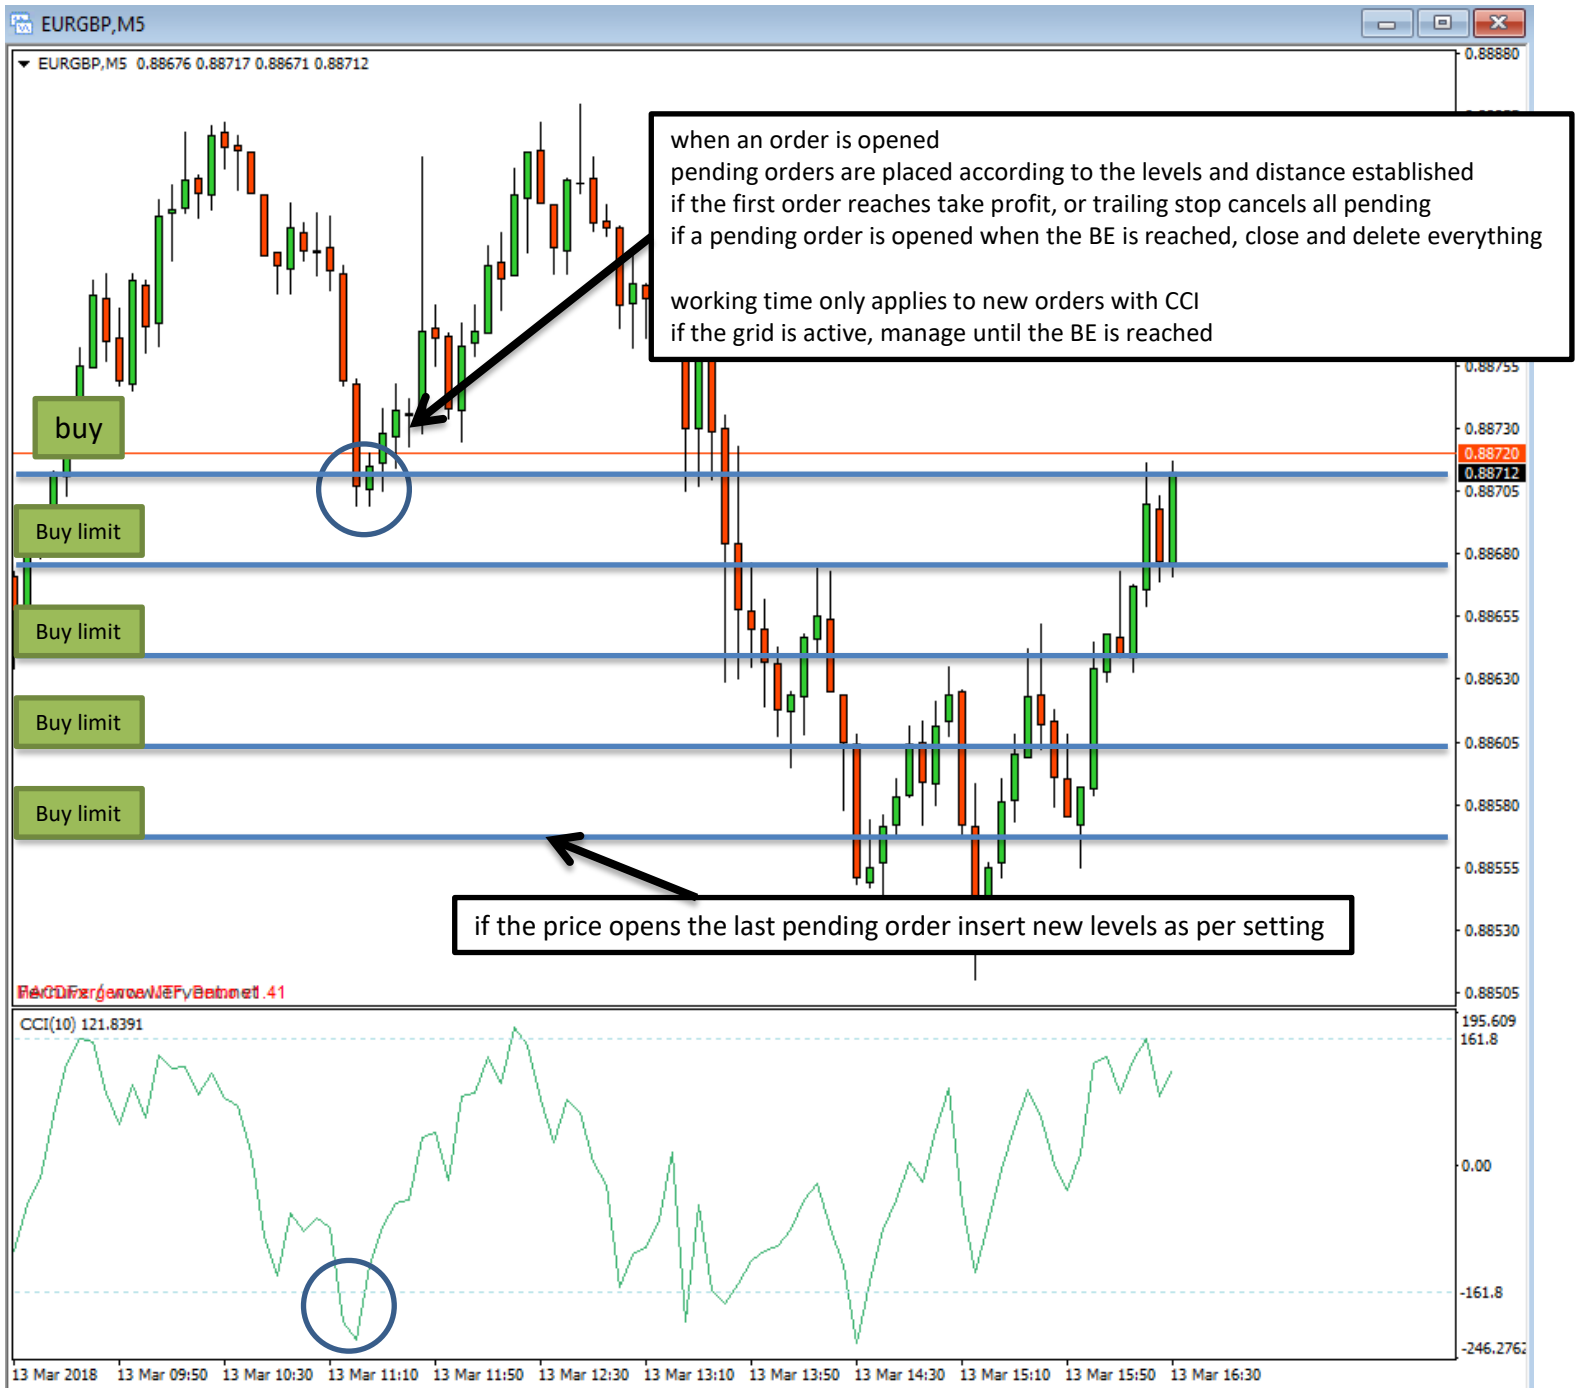 EURGBP,M5
EURGBP,M5 0.88676 0.88717 0.88671 0.88712
0.88880
when an order is opened
pending orders are placed according to the levels and distance established
if the first order reaches take profit, or trailing stop cancels all pending
if a pending order is opened when the BE is reached, close and delete everything
working time only applies to new orders with CCI
if the grid is active, manage until the BE is reached
0.88755
buy
0.88730
0.88720
0.88712
0.88705
Buy limit
0.88680
Buy limit
0.88655
0.88630
Buy limit
0.88605
Buy limit
0.88580
0.88555
if the price opens the last pending order insert new levels as per setting
0.88530
1.41
0.88505
CCI(10) 121.8391
195.609
161.8
0.00
-161.8
-246.2762
13 Mar 2018 13 Mar 09:50 13 Mar 10:30 13 Mar 11:10 13 Mar 11:50 13 Mar 12:30 13 Mar 13:10 13 Mar 13:50 13 Mar 14:30 13 Mar 15:10 13 Mar 15:50 13 Mar 16:30